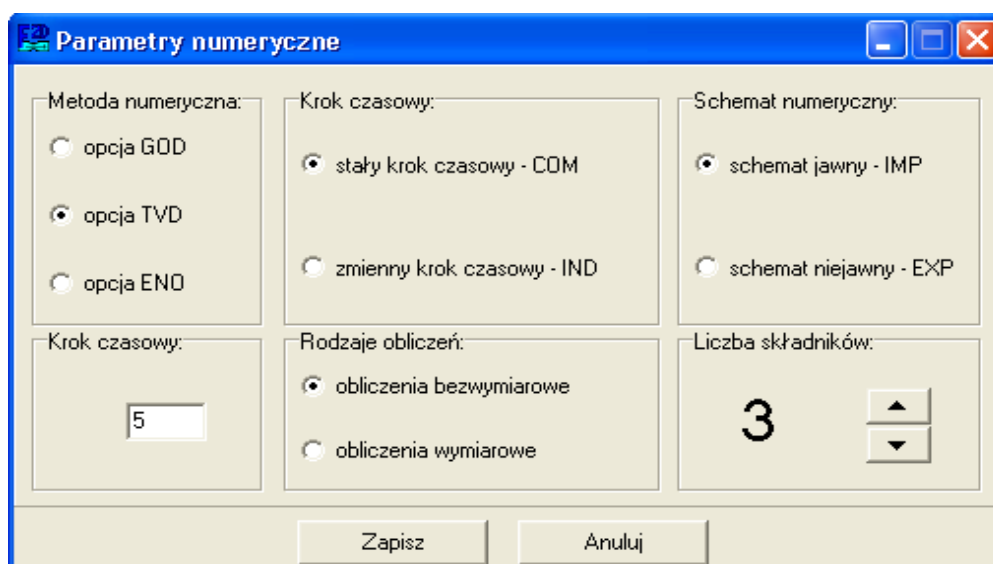 Parametry numeryczne
Metoda numeryczna:
opcja GOD
opcja TVD
opcja ENO
Krok czasowy:
stały krok czasowy - COM
zmienny krok czasowy - IND
Schemat numeryczny:
schemat jawny - IMP
schemat niejawny - EXP
Krok czasowy:
5
Rodzaje obliczeń:
obliczenia bezwymiarowe
obliczenia wymiarowe
Liczba składników:
3
Zapisz
Anuluj